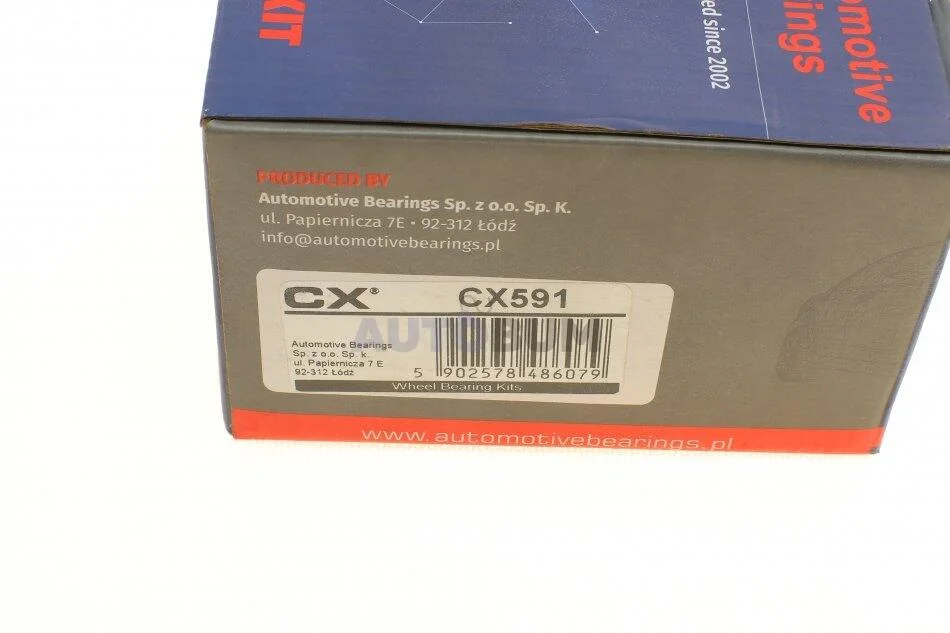 KIT
ed since 2002
omotive
ings
PRODUCED BY
Automotive Bearings Sp. z o.o. Sp. K.
ul. Papiernicza 7E • 92-312 Łódź
info@automotivebearings.pl
CX® CX591
AUTOBUM
Automotive Bearings
Sp. z o.o. Sp. k.
ul. Papiernicza 7 E
92-312 Łódź
5 902578 486079
Wheel Bearing Kits
www.automotivebearings.pl